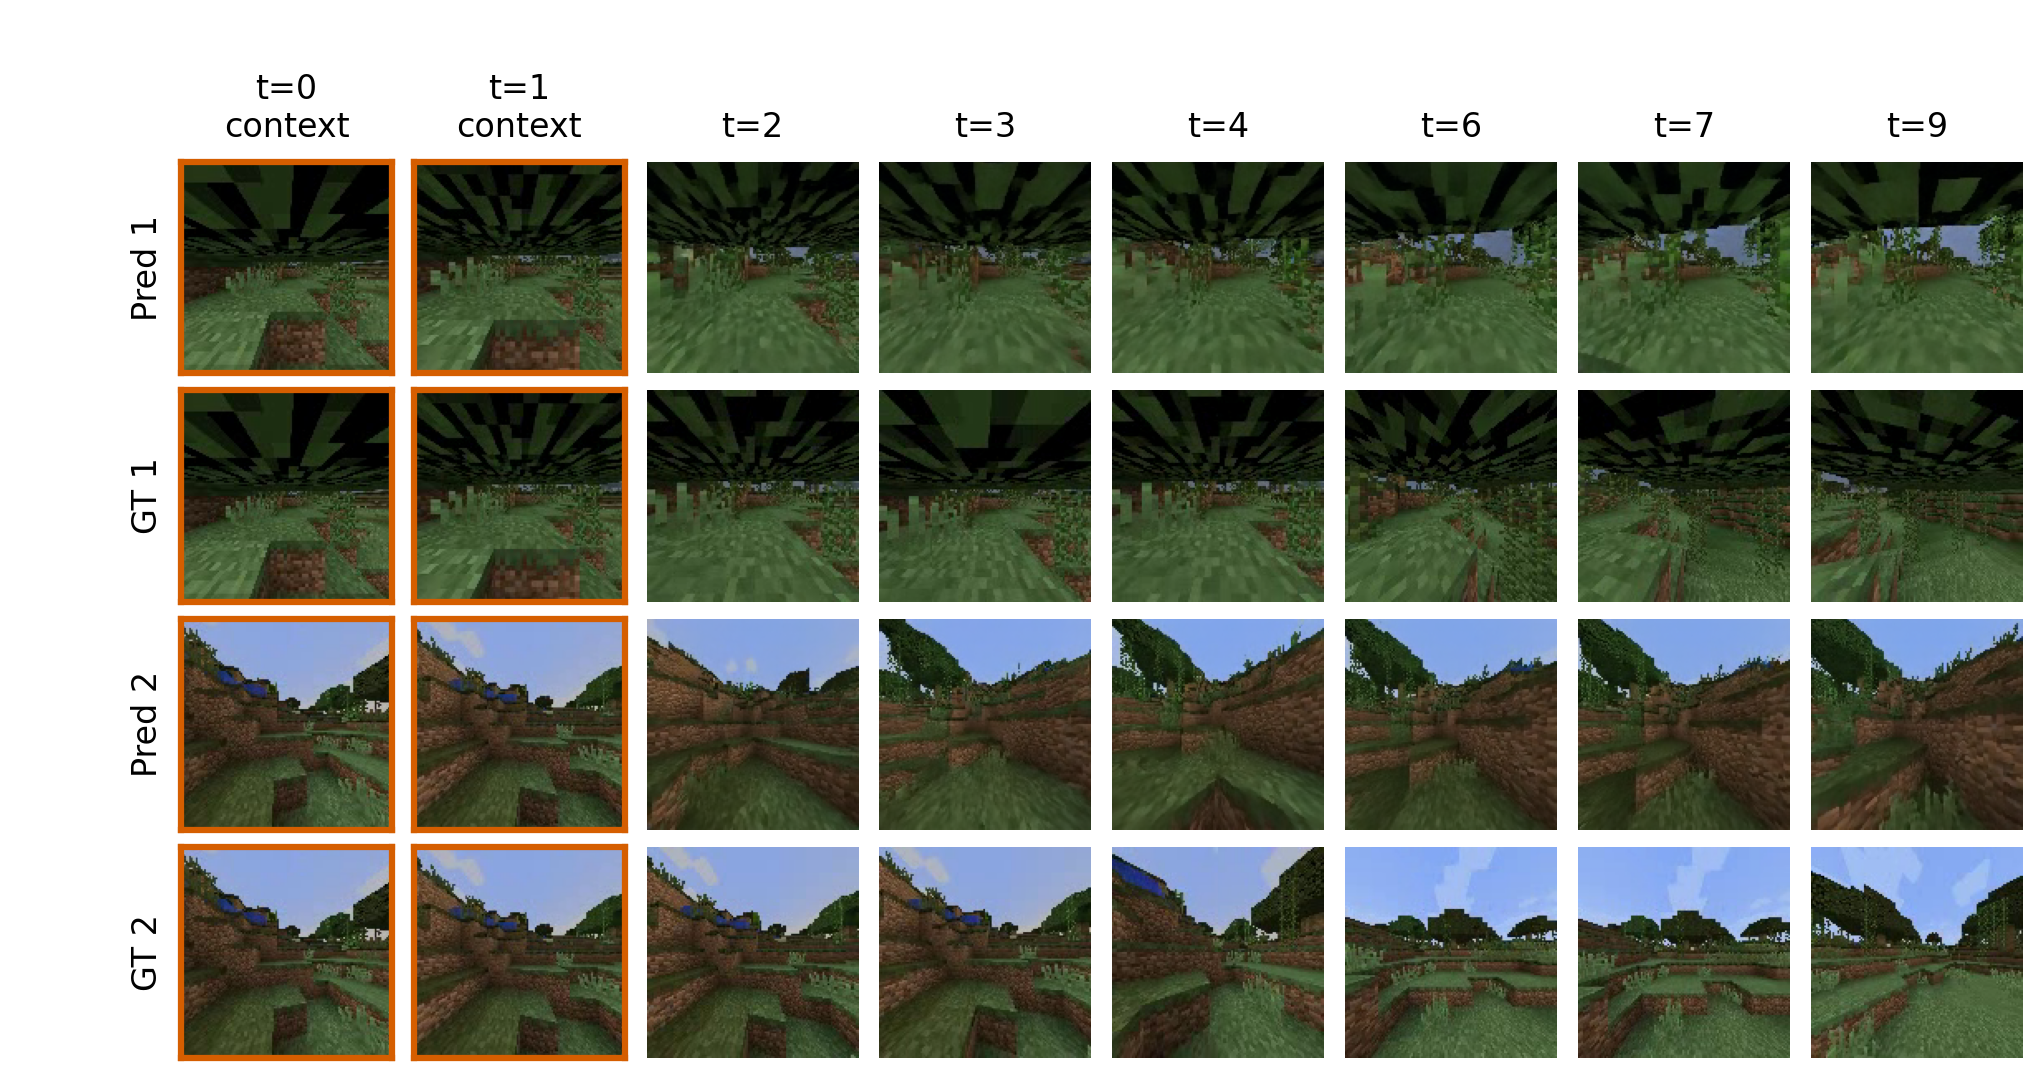 t=0
context
t=1
context
t=2
t=3
t=4
t=6
t=7
t=9
Pred 1
GT 1
Pred 2
GT 2